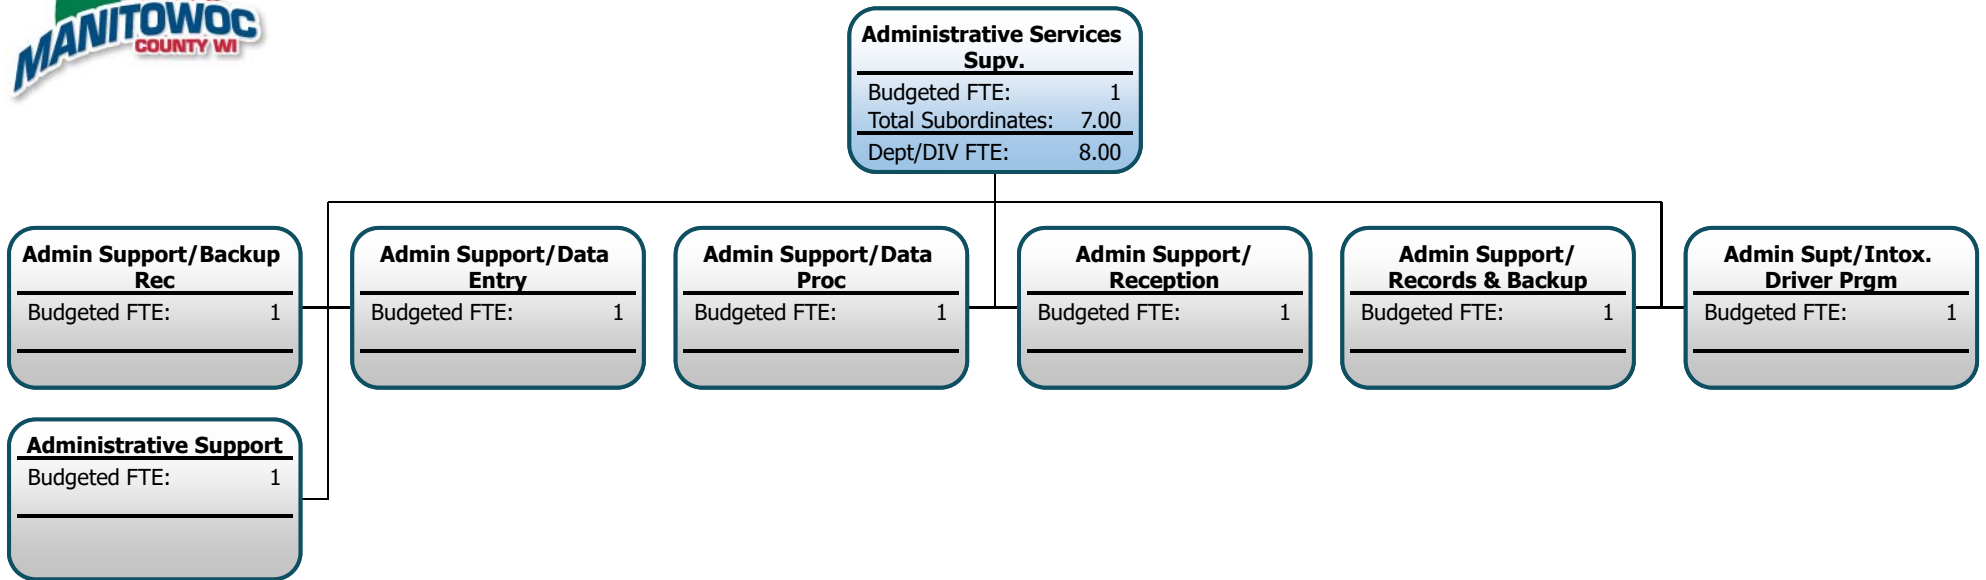 MANITOWOC
COUNTY WI
Administrative Services
Supv.
Budgeted FTE: 1
Total Subordinates: 7.00
Dept/DIV FTE: 8.00
Admin Support/Backup
Rec
Budgeted FTE: 1
Admin Support/Data
Entry
Budgeted FTE: 1
Admin Support/Data
Proc
Budgeted FTE: 1
Admin Support/
Reception
Budgeted FTE: 1
Admin Support/
Records & Backup
Budgeted FTE: 1
Admin Supt/Intox.
Driver Prgm
Budgeted FTE: 1
Administrative Support
Budgeted FTE: 1